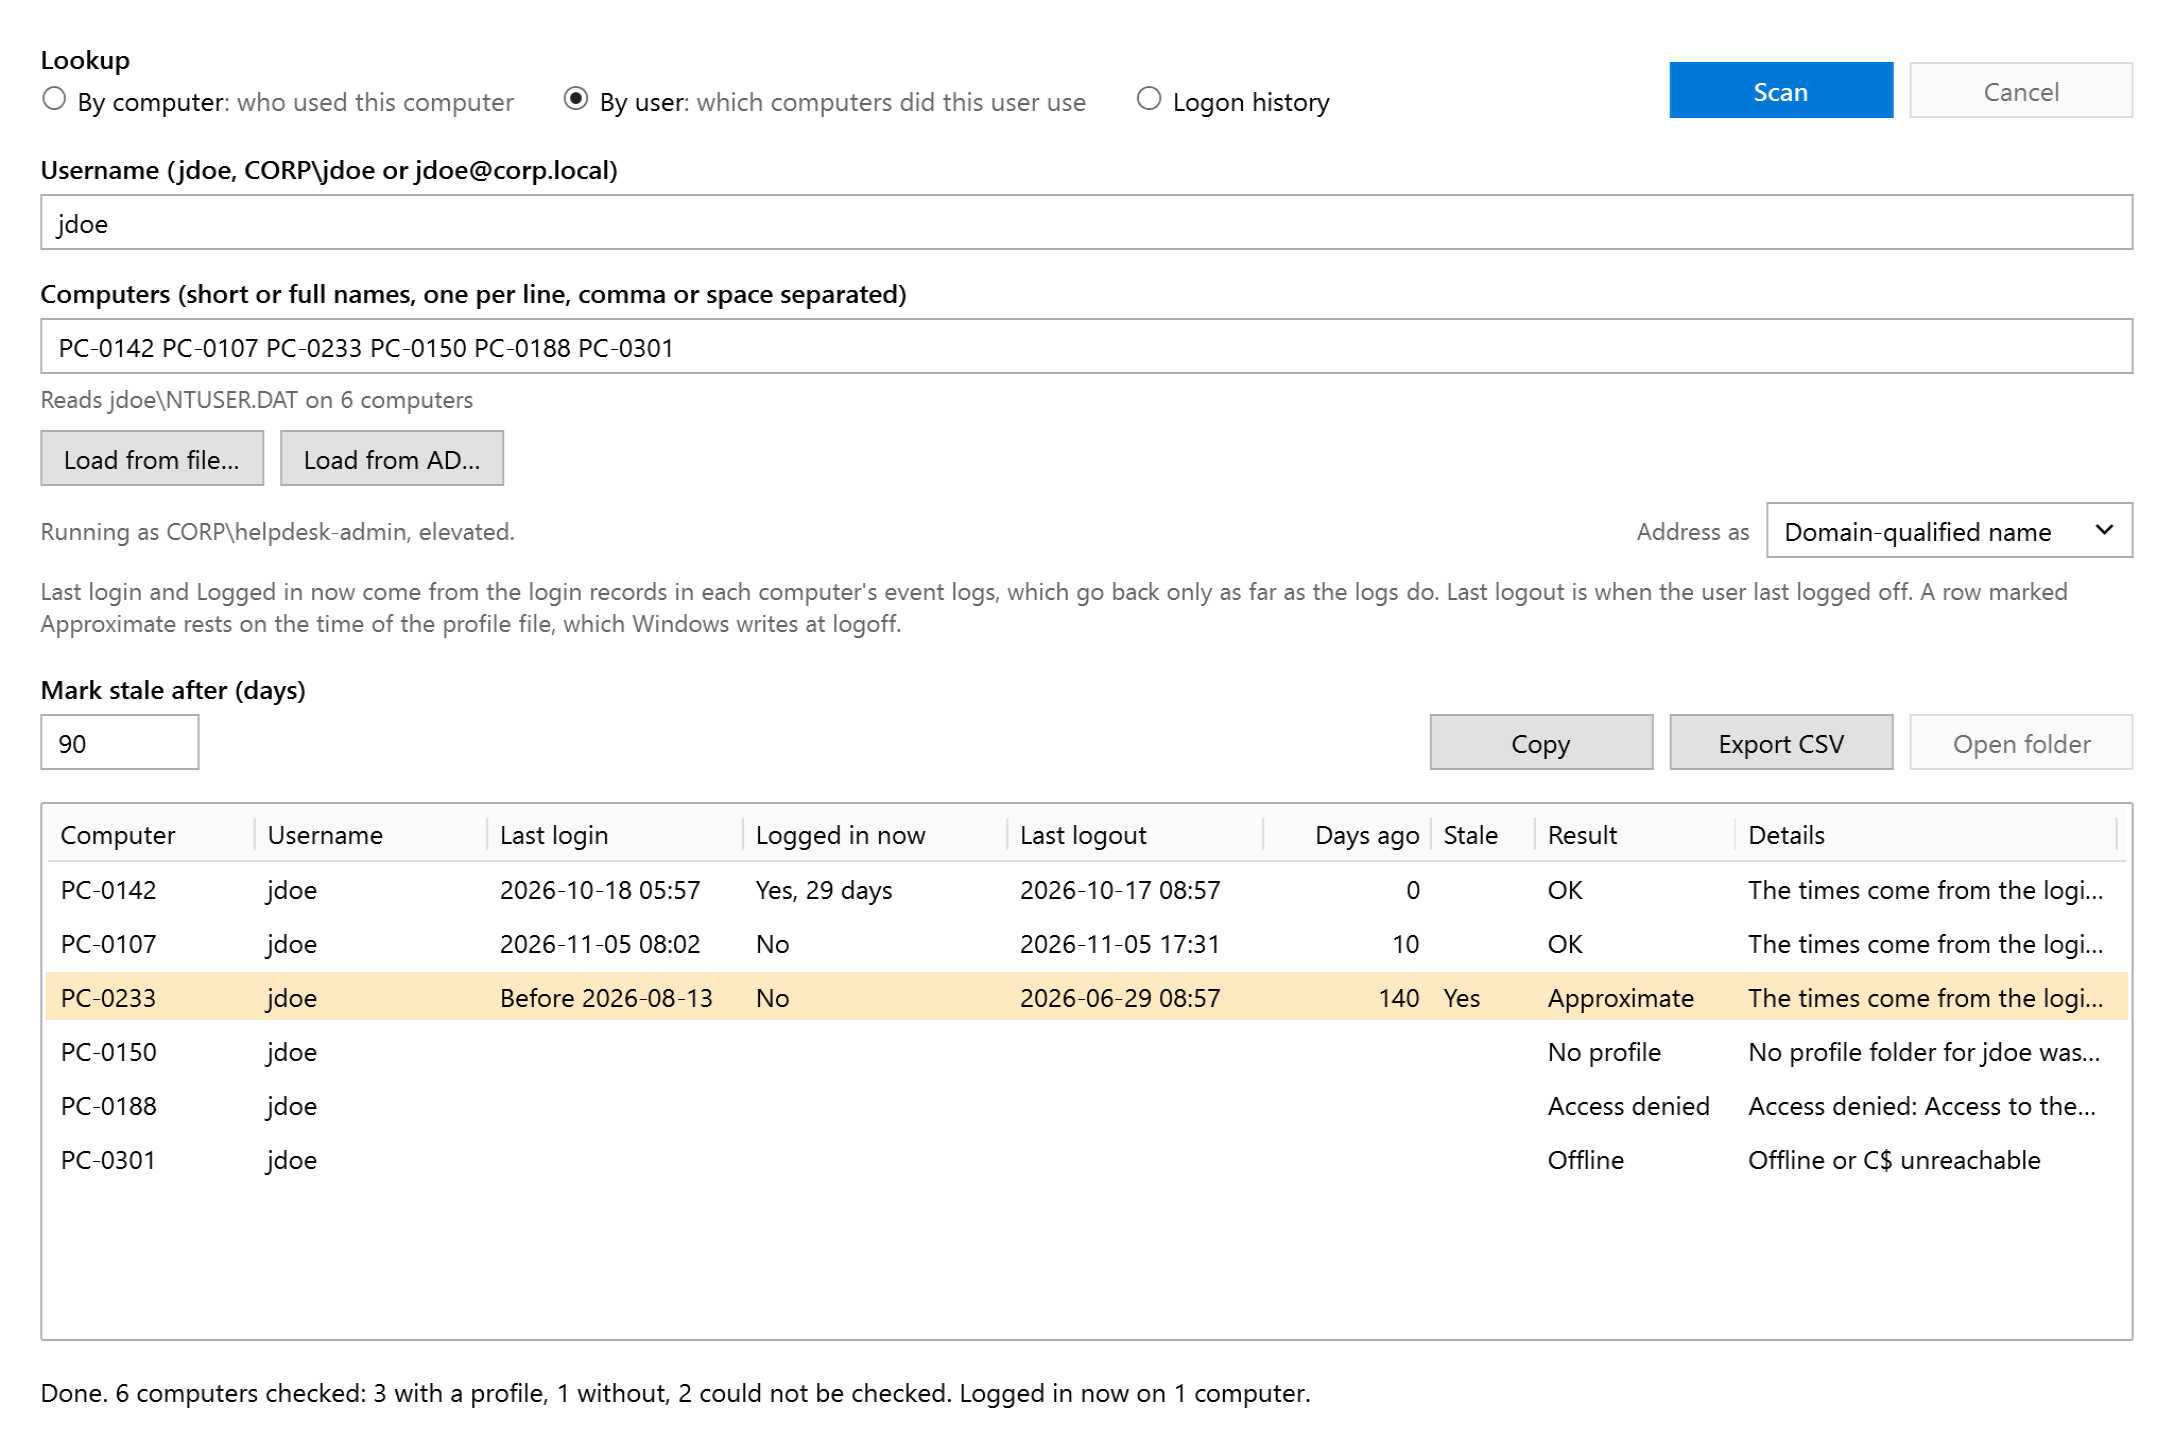 Lookup
By computer: who used this computer
By user: which computers did this user use
Logon history
Scan
Cancel
Username (jdoe, CORP\jdoe or jdoe@corp.local)
jdoe
Computers (short or full names, one per line, comma or space separated)
PC-0142 PC-0107 PC-0233 PC-0150 PC-0188 PC-0301
Reads jdoe\NTUSER.DAT on 6 computers
Load from file...
Load from AD...
Running as CORP\helpdesk-admin, elevated.
Address as
Domain-qualified name
Last login and Logged in now come from the login records in each computer's event logs, which go back only as far as the logs do. Last logout is when the user last logged off. A row marked
Approximate rests on the time of the profile file, which Windows writes at logoff.
Mark stale after (days)
90
Copy
Export CSV
Open folder
Computer Username Last login Logged in now Last logout Days ago Stale Result Details
PC-0142 jdoe 2026-10-18 05:57 Yes, 29 days 2026-10-17 08:57 0 OK The times come from the logi...
PC-0107 jdoe 2026-11-05 08:02 No 2026-11-05 17:31 10 OK The times come from the logi...
PC-0233 jdoe Before 2026-08-13 No 2026-06-29 08:57 140 Yes Approximate The times come from the logi...
PC-0150 jdoe No profile No profile folder for jdoe was...
PC-0188 jdoe Access denied Access denied: Access to the...
PC-0301 jdoe Offline Offline or C$ unreachable
Done. 6 computers checked: 3 with a profile, 1 without, 2 could not be checked. Logged in now on 1 computer.